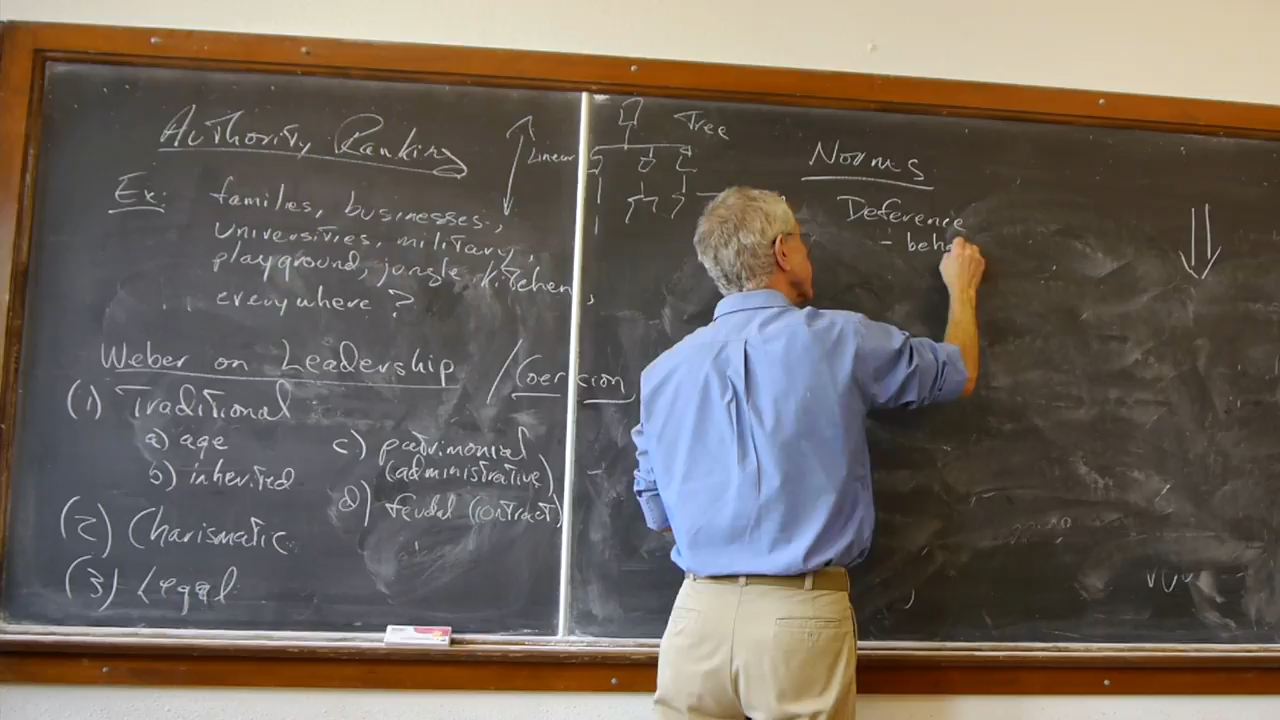 Authority Ranking
Linear
Ex: families, businesses,
universities, military,
playground, jungle, kitchen,
everywhere?
Weber on Leadership / Coercion
(1) Traditional
a) age
b) inherited
c) patrimonial
(administrative)
d) feudal (contract)
(2) Charismatic
(3) Legal
Tree
Norms
Deference
- beha